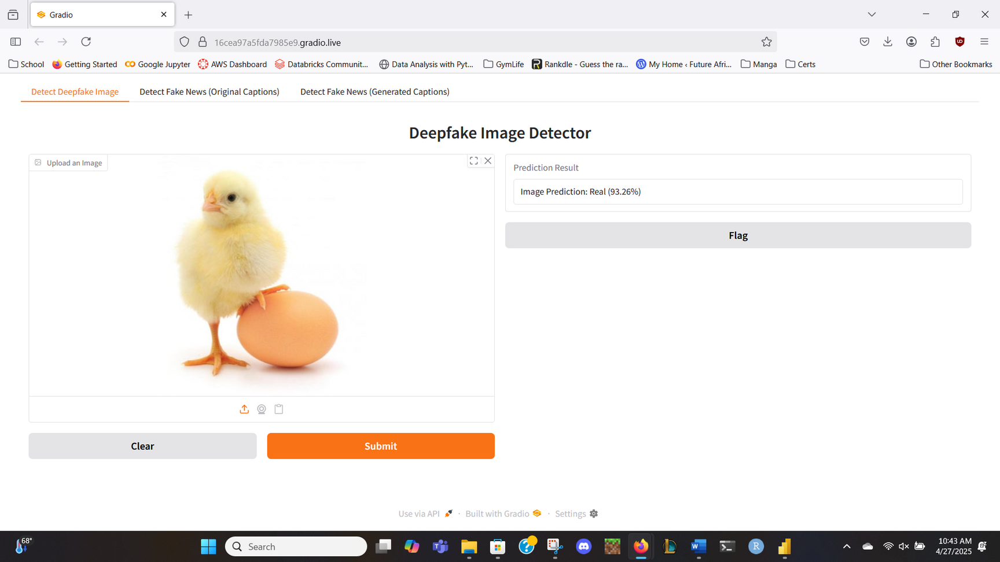 Gradio
16cea97a5fda7985e9.gradio.live
School Getting Started Google Jupyter AWS Dashboard Databricks Communit... Data Analysis with Pyt... GymLife Rankdle - Guess the ra... My Home ‹ Future Afri... Manga Certs Other Bookmarks
Detect Deepfake Image Detect Fake News (Original Captions) Detect Fake News (Generated Captions)
Deepfake Image Detector
Upload an Image
Prediction Result
Image Prediction: Real (93.26%)
Flag
Clear Submit
Use via API · Built with Gradio · Settings
68°
Search
10:43 AM
4/27/2025